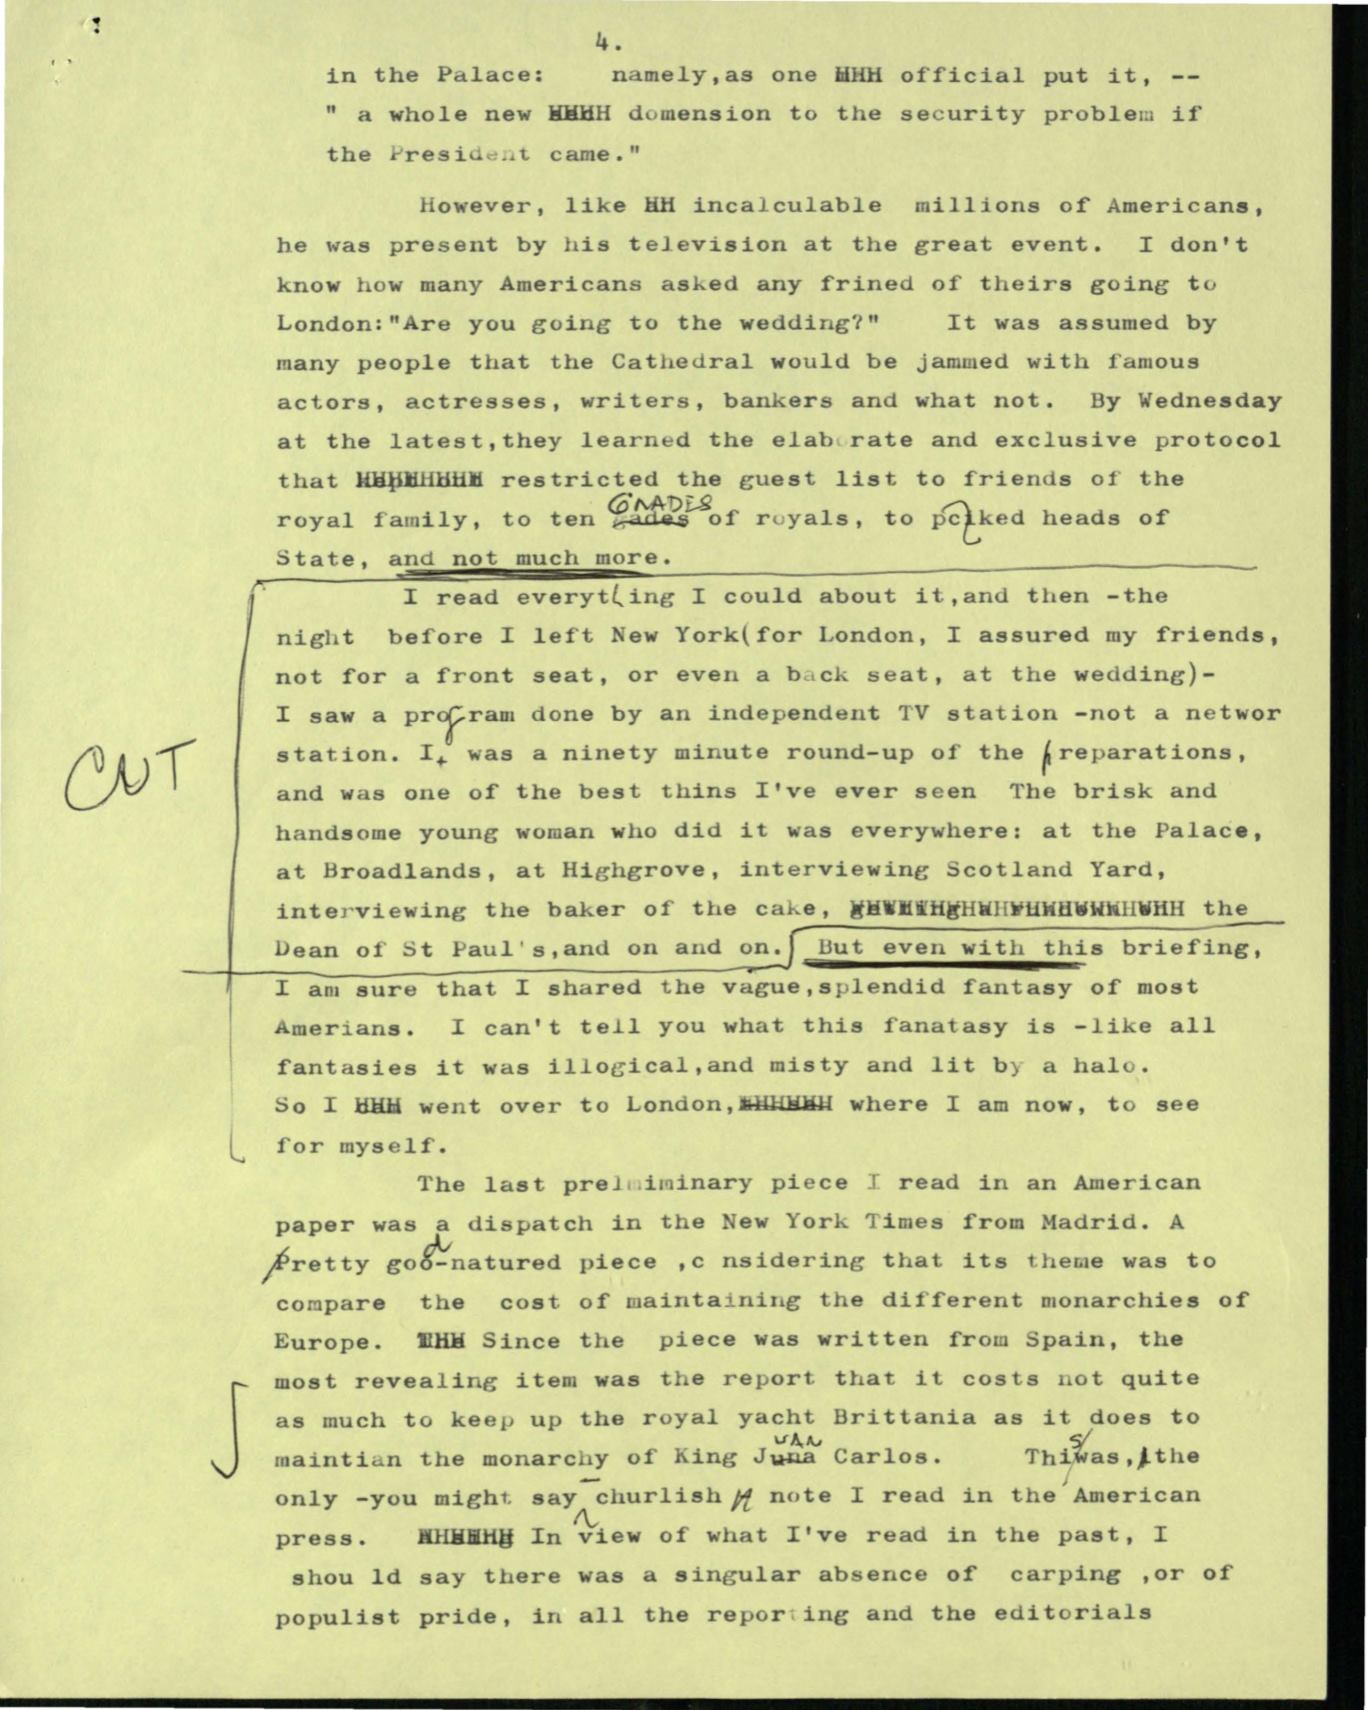 4.
in the Palace: namely,as one official put it, --
" a whole new domension to the security problem if
the President came."
However, like incalculable millions of Americans,
he was present by his television at the great event. I don't
know how many Americans asked any frined of theirs going to
London:"Are you going to the wedding?" It was assumed by
many people that the Cathedral would be jammed with famous
actors, actresses, writers, bankers and what not. By Wednesday
at the latest,they learned the elaborate and exclusive protocol
that restricted the guest list to friends of the
GRADES
royal family, to ten gades of royals, to pciked heads of
State, and not much more.
I read everything I could about it,and then -the
night before I left New York(for London, I assured my friends,
not for a front seat, or even a back seat, at the wedding)-
I saw a program done by an independent TV station -not a networ
CUT
station. It was a ninety minute round-up of the preparations,
and was one of the best thins I've ever seen The brisk and
handsome young woman who did it was everywhere: at the Palace,
at Broadlands, at Highgrove, interviewing Scotland Yard,
interviewing the baker of the cake, the
Dean of St Paul's,and on and on. But even with this briefing,
I am sure that I shared the vague,splendid fantasy of most
Amerians. I can't tell you what this fanatasy is -like all
fantasies it was illogical,and misty and lit by a halo.
So I went over to London, where I am now, to see
for myself.
The last preliminary piece I read in an American
paper was a dispatch in the New York Times from Madrid. A
pretty good-natured piece ,c nsidering that its theme was to
compare the cost of maintaining the different monarchies of
Europe. Since the piece was written from Spain, the
most revealing item was the report that it costs not quite
as much to keep up the royal yacht Brittania as it does to
UAN
maintian the monarchy of King Juna Carlos. This was, the
only -you might say - churlish note I read in the American
press. In view of what I've read in the past, I
shou ld say there was a singular absence of carping ,or of
populist pride, in all the reporting and the editorials